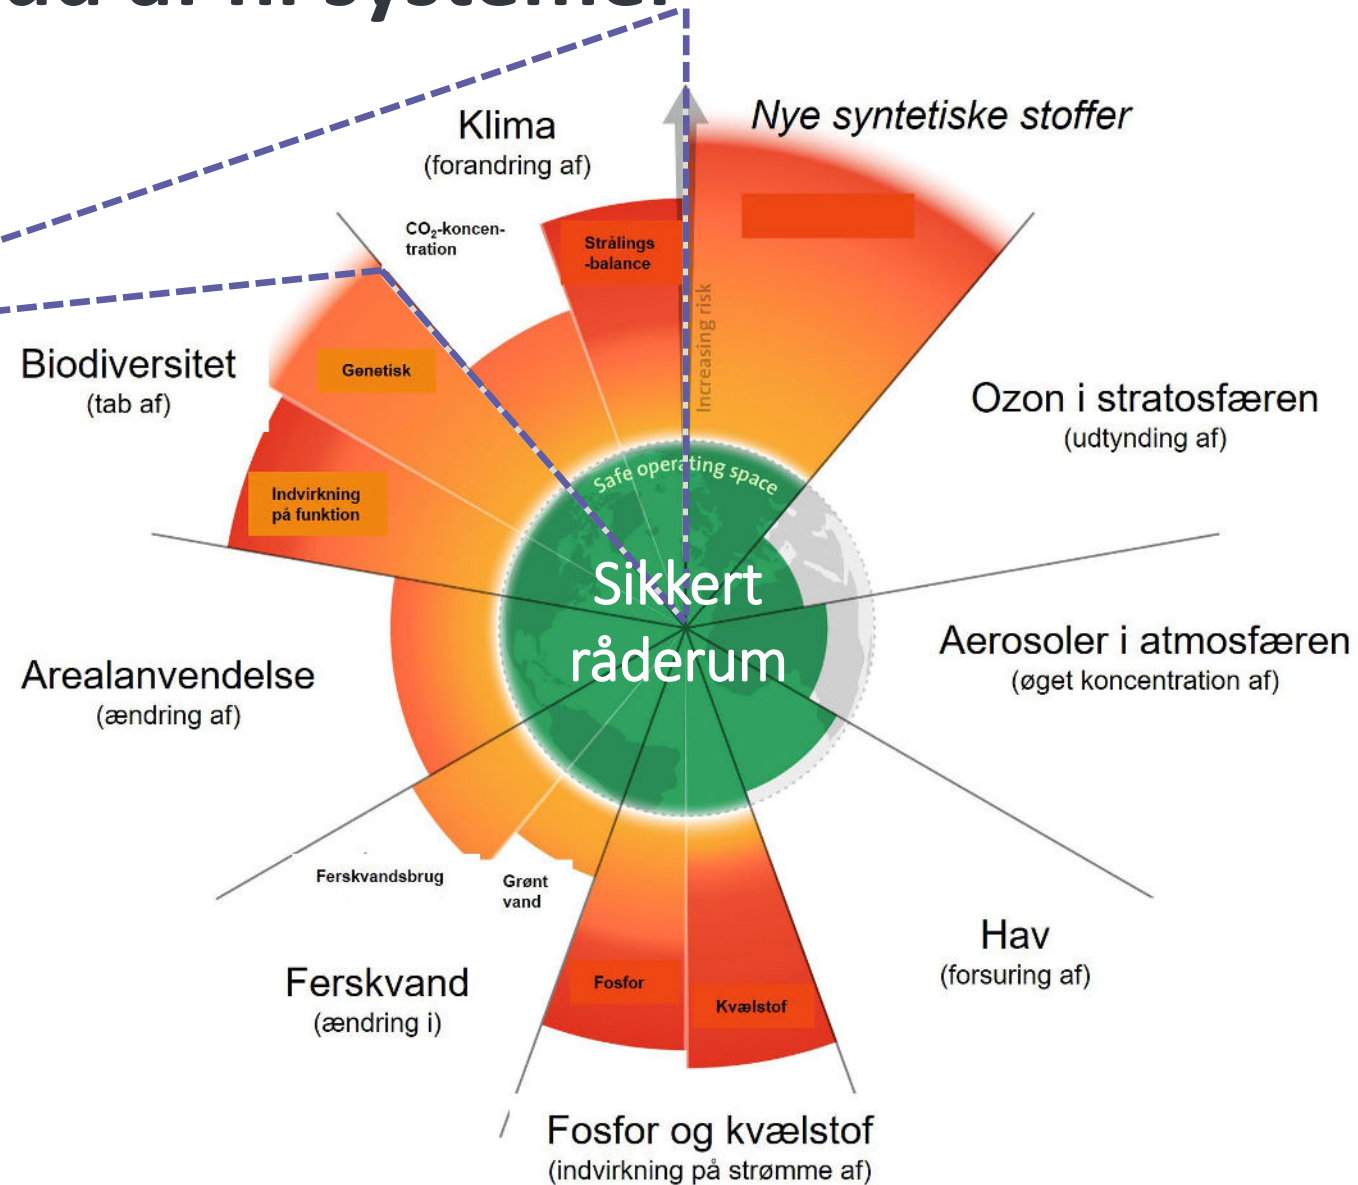 Klima
(forandring af)
Nye syntetiske stoffer
CO₂-koncen-
tration
Strålings
-balance
Increasing risk
Biodiversitet
(tab af)
Genetisk
Indvirkning
på funktion
Ozon i stratosfæren
(udtynding af)
Safe operating space
Sikkert
råderum
Aerosoler i atmosfæren
(øget koncentration af)
Arealanvendelse
(ændring af)
Ferskvandsbrug
Grønt
vand
Ferskvand
(ændring i)
Fosfor
Kvælstof
Hav
(forsuring af)
Fosfor og kvælstof
(indvirkning på strømme af)